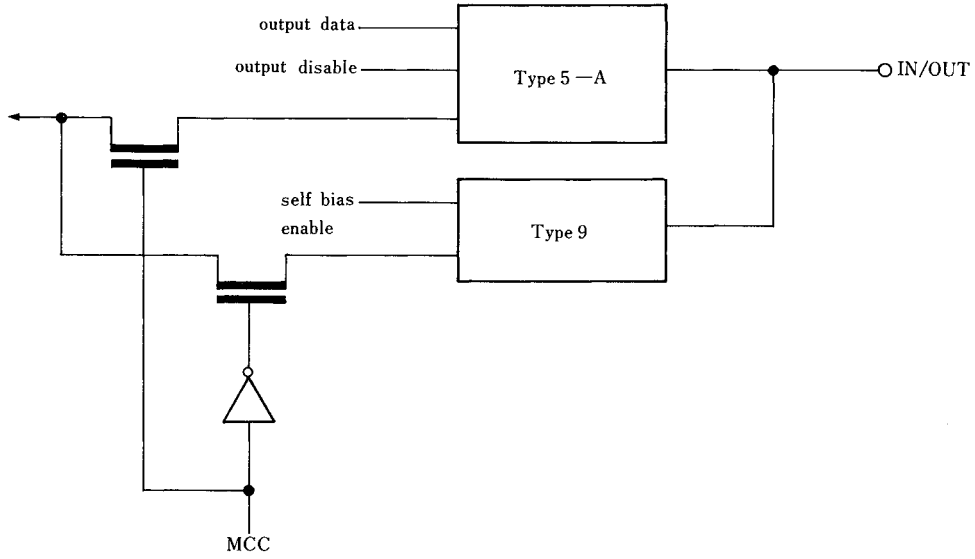 output data
output disable
Type 5-A
IN/OUT
self bias
enable
Type 9
MCC